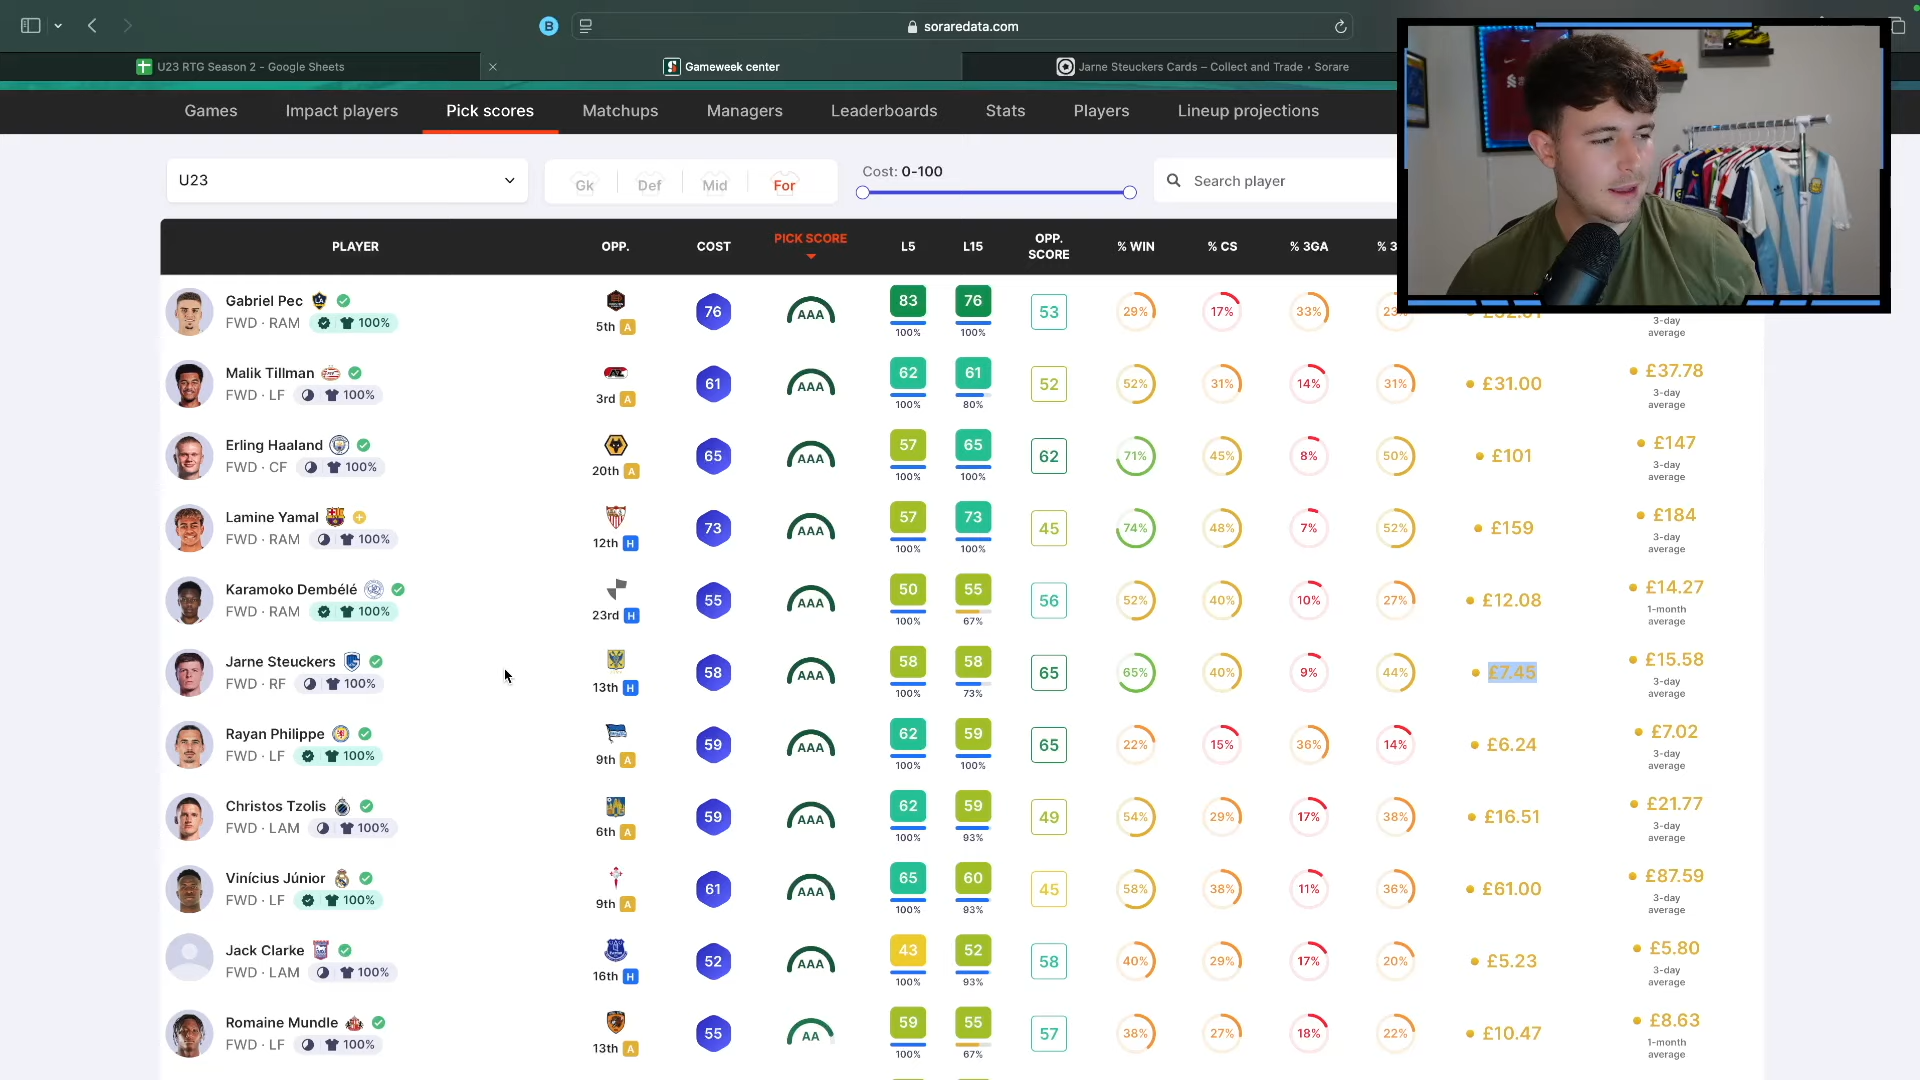 B
soraredata.com
U23 RTG Season 2 - Google Sheets
Gameweek center
Jarne Steuckers Cards – Collect and Trade • Sorare
Games Impact players Pick scores Matchups Managers Leaderboards Stats Players Lineup projections
U23
Gk Def Mid For
Cost: 0-100
Search player
PLAYER OPP. COST PICK SCORE L5 L15 OPP. SCORE % WIN % CS % 3GA % 3
Gabriel Pec
FWD · RAM 100%
5th A
76 AAA 83 100% 76 100% 53 29% 17% 33%
3-day average
Malik Tillman
FWD · LF 100%
3rd A
61 AAA 62 100% 61 80% 52 52% 31% 14% 31% £31.00 £37.78
3-day average
Erling Haaland
FWD · CF 100%
20th A
65 AAA 57 100% 65 100% 62 71% 45% 8% 50% £101 £147
3-day average
Lamine Yamal
FWD · RAM 100%
12th H
73 AAA 57 100% 73 100% 45 74% 48% 7% 52% £159 £184
3-day average
Karamoko Dembélé
FWD · RAM 100%
23rd H
55 AAA 50 100% 55 67% 56 52% 40% 10% 27% £12.08 £14.27
1-month average
Jarne Steuckers
FWD · RF 100%
13th H
58 AAA 58 100% 58 73% 65 65% 40% 9% 44% £7.45 £15.58
3-day average
Rayan Philippe
FWD · LF 100%
9th A
59 AAA 62 100% 59 100% 65 22% 15% 36% 14% £6.24 £7.02
3-day average
Christos Tzolis
FWD · LAM 100%
6th A
59 AAA 62 100% 59 93% 49 54% 29% 17% 38% £16.51 £21.77
3-day average
Vinícius Júnior
FWD · LF 100%
9th A
61 AAA 65 100% 60 93% 45 58% 38% 11% 36% £61.00 £87.59
3-day average
Jack Clarke
FWD · LAM 100%
16th H
52 AAA 43 100% 52 93% 58 40% 29% 17% 20% £5.23 £5.80
3-day average
Romaine Mundle
FWD · LF 100%
13th A
55 AA 59 100% 55 67% 57 38% 27% 18% 22% £10.47 £8.63
1-month average